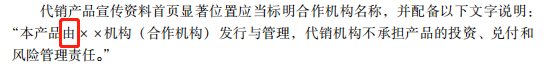 代销产品宣传资料首页显著位置应当标明合作机构名称，并配备以下文字说明：
“本产品由××机构（合作机构）发行与管理，代销机构不承担产品的投资、兑付和
风险管理责任。”